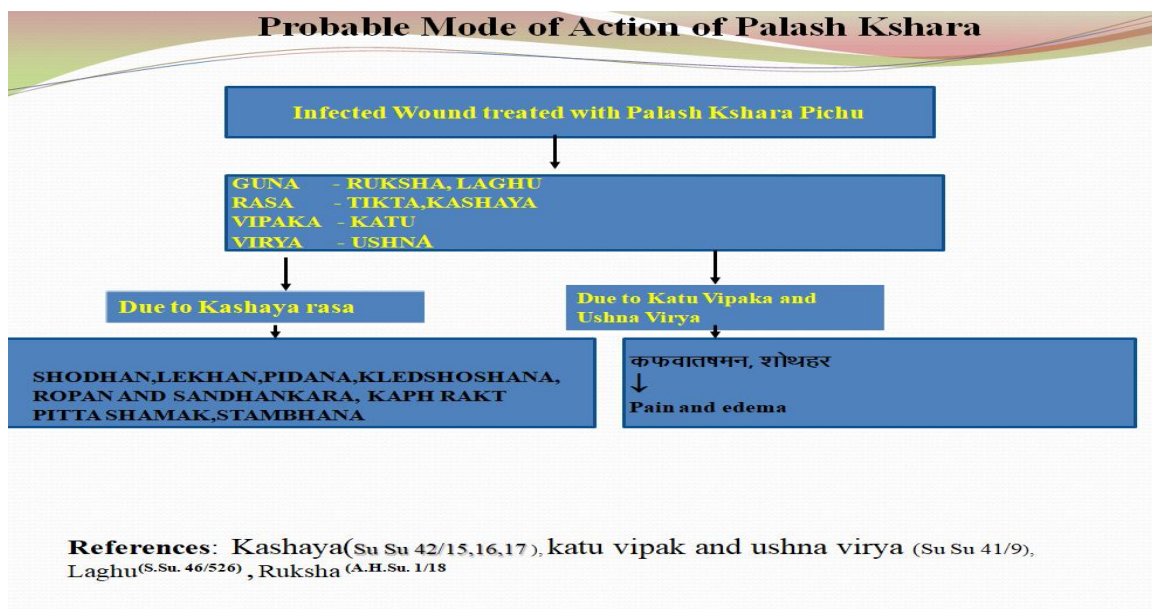 Probable Mode of Action of Palash Kshara
Infected Wound treated with Palash Kshara Pichu
GUNA - RUKSHA, LAGHU
RASA - TIKTA,KASHAYA
VIPAKA - KATU
VIRYA - USHNA
Due to Kashaya rasa
Due to Katu Vipaka and
Ushna Virya
SHODHAN,LEKHAN,PIDANA,KLEDSHOSHANA,
ROPAN AND SANDHANKARA, KAPH RAKT
PITTA SHAMAK,STAMBHANA
कफवातषमन, शोथहर
↓
Pain and edema
References: Kashaya(Su Su 42/15,16,17), katu vipak and ushna virya (Su Su 41/9),
Laghu(S.Su. 46/526) , Ruksha (A.H.Su. 1/18